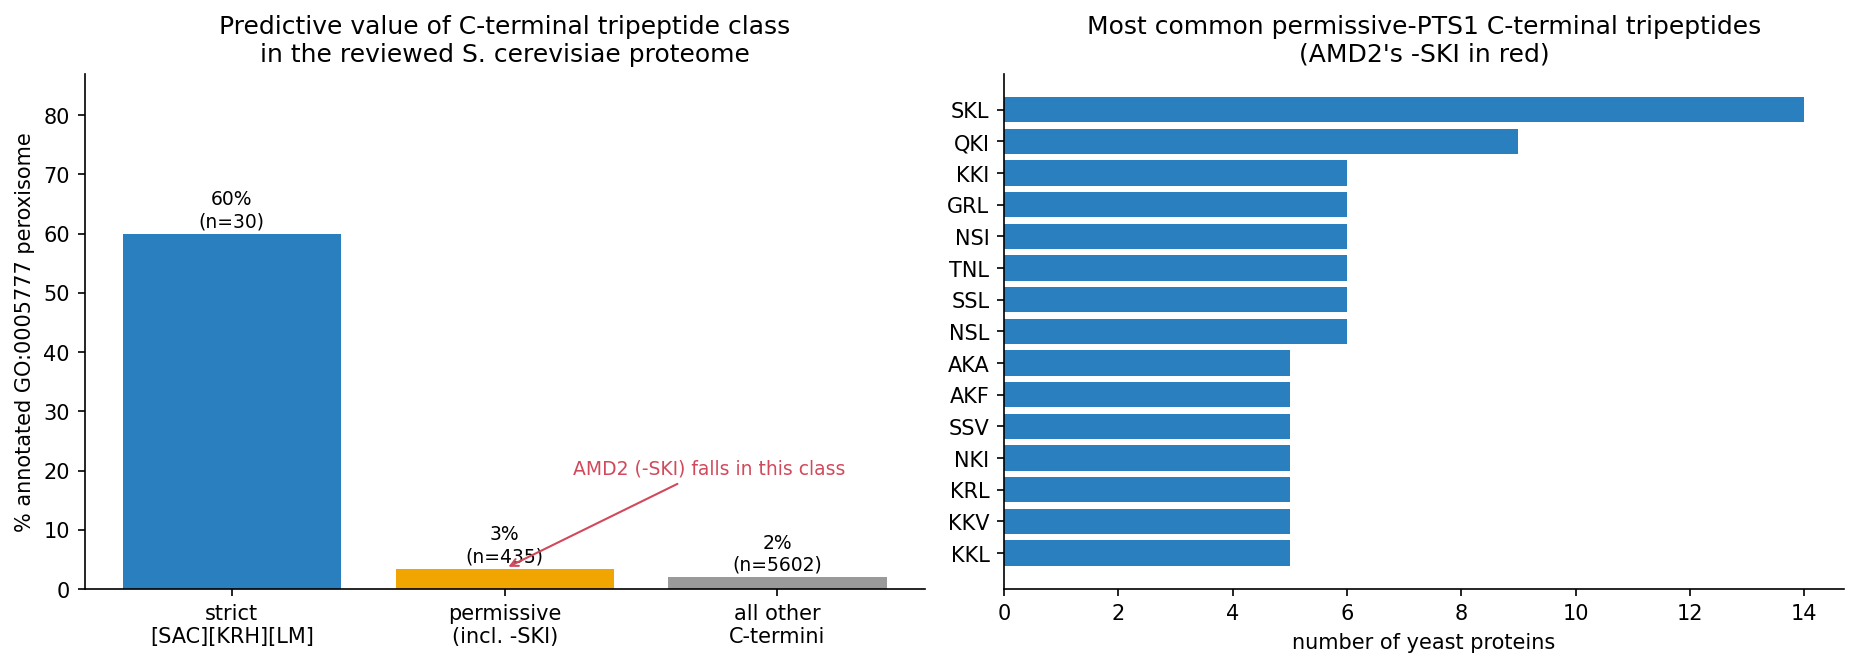 Predictive value of C-terminal tripeptide class
in the reviewed S. cerevisiae proteome
% annotated GO:0005777 peroxisome
80
70
60
50
40
30
20
10
0
60%
(n=30)
AMD2 (-SKI) falls in this class
3%
(n=435)
2%
(n=5602)
strict
[SAC][KRH][LM]
permissive
(incl. -SKI)
all other
C-termini
Most common permissive-PTS1 C-terminal tripeptides
(AMD2's -SKI in red)
SKL
QKI
KKI
GRL
NSI
TNL
SSL
NSL
AKA
AKF
SSV
NKI
KRL
KKV
KKL
0 2 4 6 8 10 12 14
number of yeast proteins